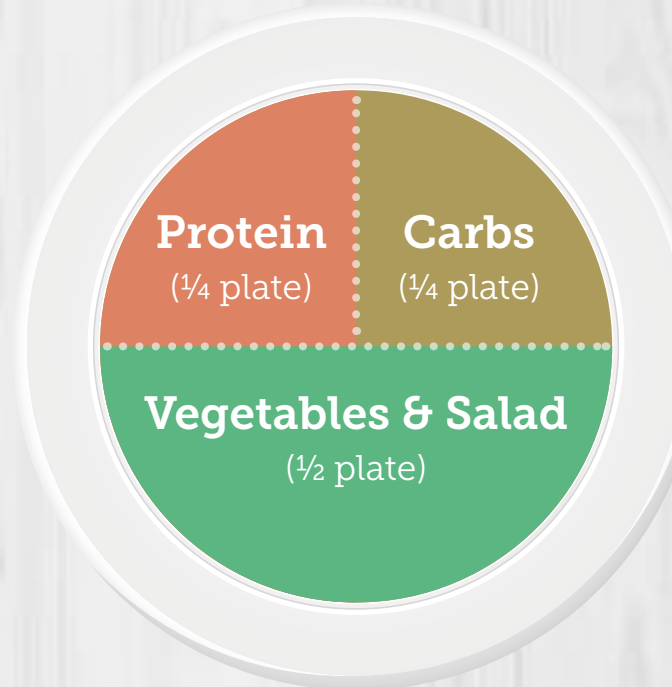 Protein
(¼ plate)
Carbs
(¼ plate)
Vegetables & Salad
(½ plate)